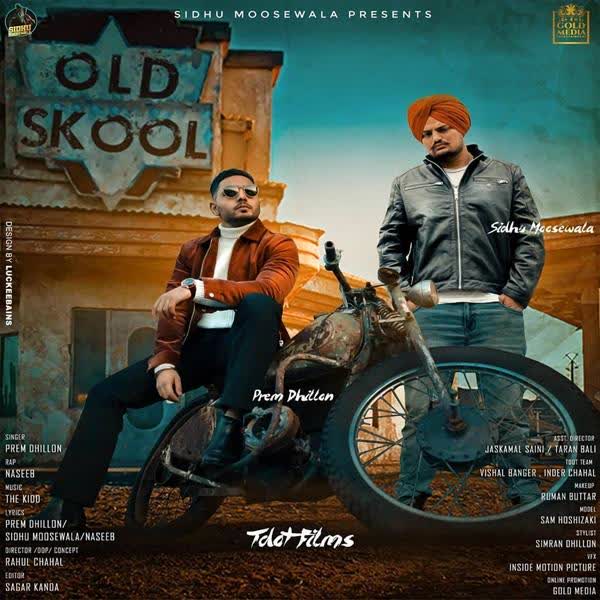 SIDHU MOOSEWALA PRESENTS
SIDHU
GOLD
MEDIA
OLD
SKOOL
Sidhu Moosewala
DESIGN BY LUCKEEBAINS
Prem Dhillon
SINGER
PREM DHILLON
RAP
NASEEB
MUSIC
THE KIDD
LYRICS
PREM DHILLON/
SIDHU MOOSEWALA/NASEEB
DIRECTOR /DOP/ CONCEPT
RAHUL CHAHAL
EDITOR
SAGAR KANDA
Tdot Films
ASST. DIRECTOR
JASKAMAL SAINI / TARAN BALI
TDOT TEAM
VISHAL BANGER , INDER CHAHAL
MAKEUP
RUMAN BUTTAR
MODEL
SAM HOSHIZAKI
STYLIST
SIMRAN DHILLON
VFX
INSIDE MOTION PICTURE
ONLINE PROMOTION
GOLD MEDIA